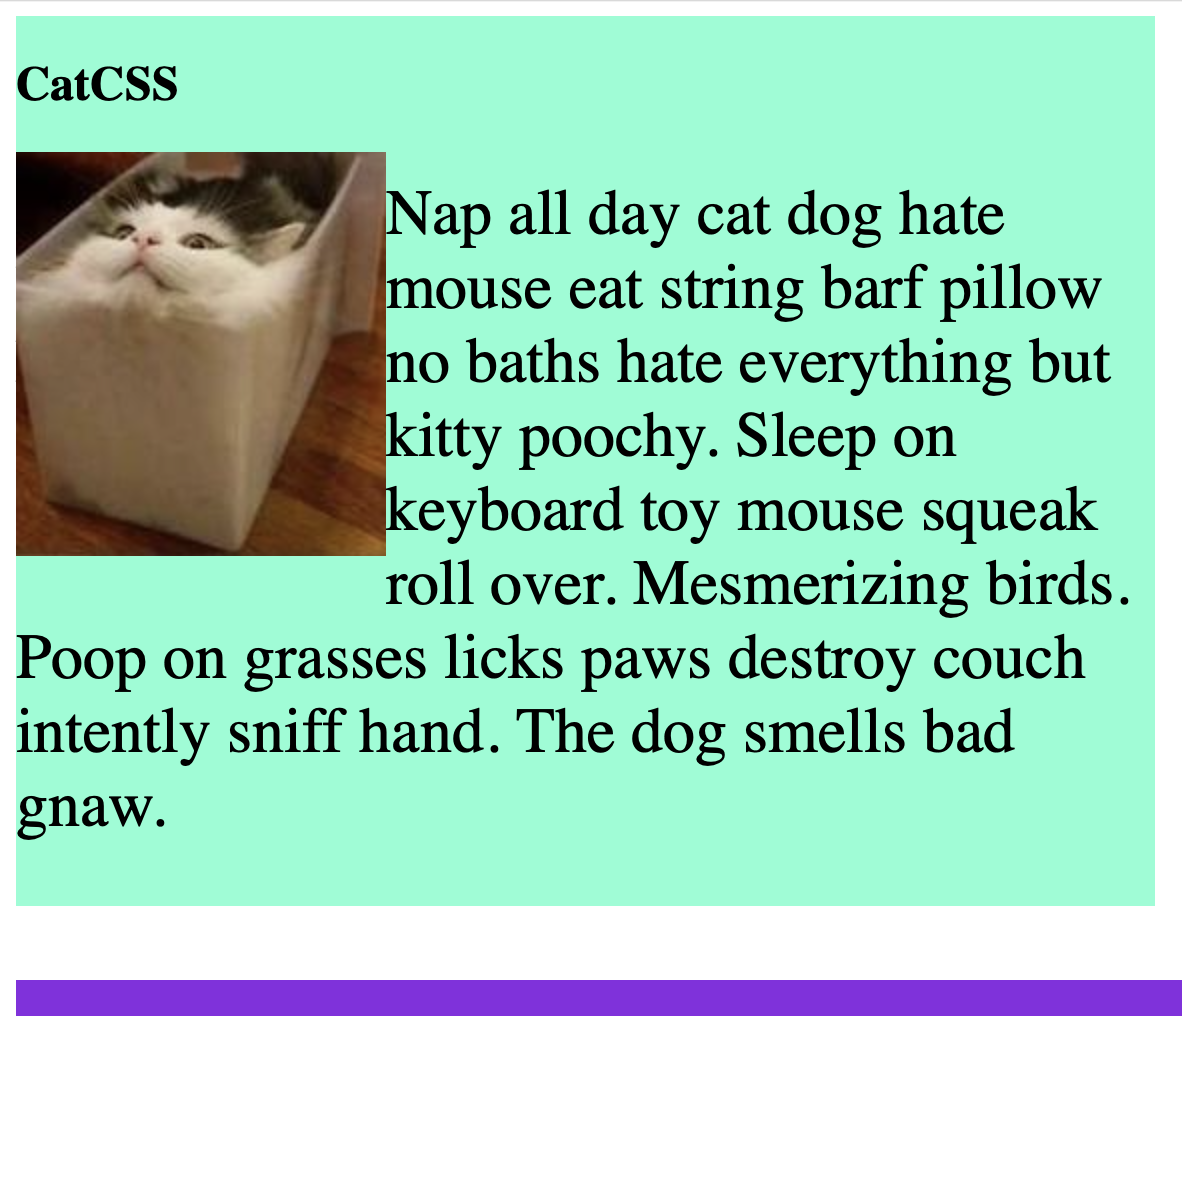 CatCSS
Nap all day cat dog hate
mouse eat string barf pillow
no baths hate everything but
kitty poochy. Sleep on
keyboard toy mouse squeak
roll over. Mesmerizing birds.
Poop on grasses licks paws destroy couch
intently sniff hand. The dog smells bad
gnaw.